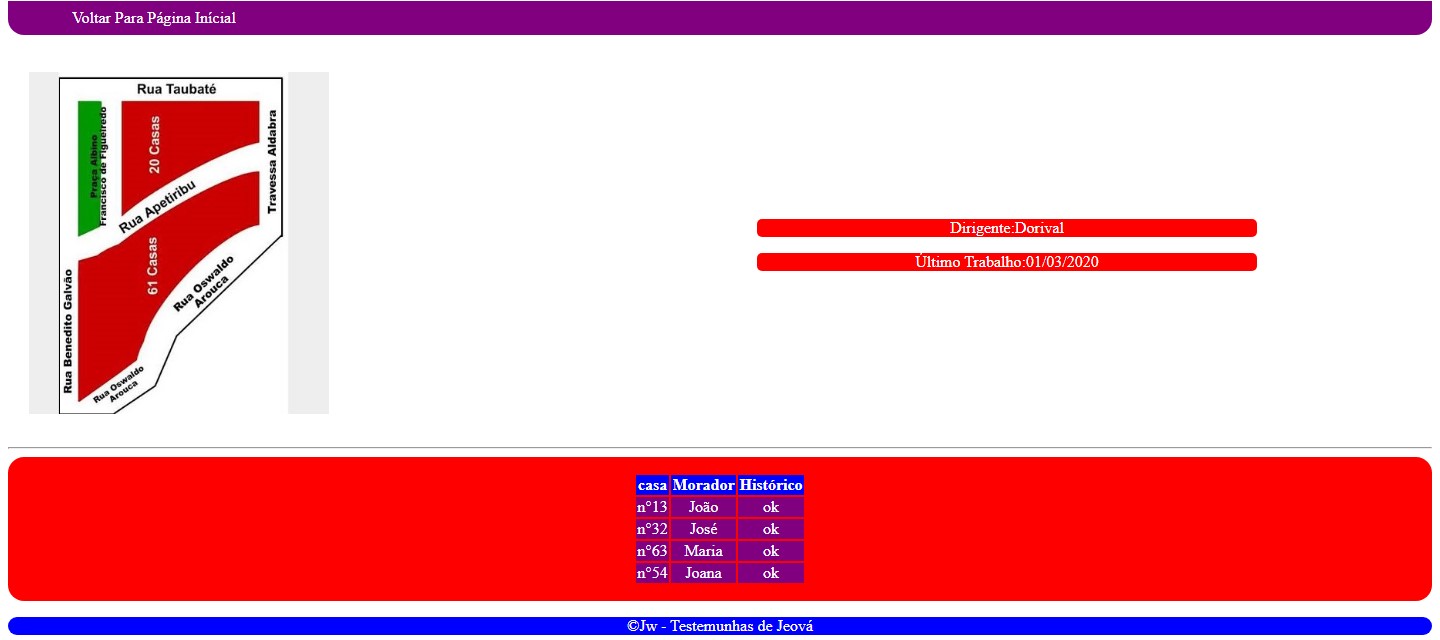 Voltar Para Página Inícial
Rua Taubaté
Praça Albino
Francisco de Figueiredo
20 Casas
Travessa Aldabra
Rua Apetiribu
61 Casas
Rua Oswaldo
Arouca
Rua Benedito Galvão
Rua Oswaldo
Arouca
Dirigente:Dorival
Último Trabalho:01/03/2020
casa Morador Histórico
n°13 João ok
n°32 José ok
n°63 Maria ok
n°54 Joana ok
©Jw - Testemunhas de Jeová